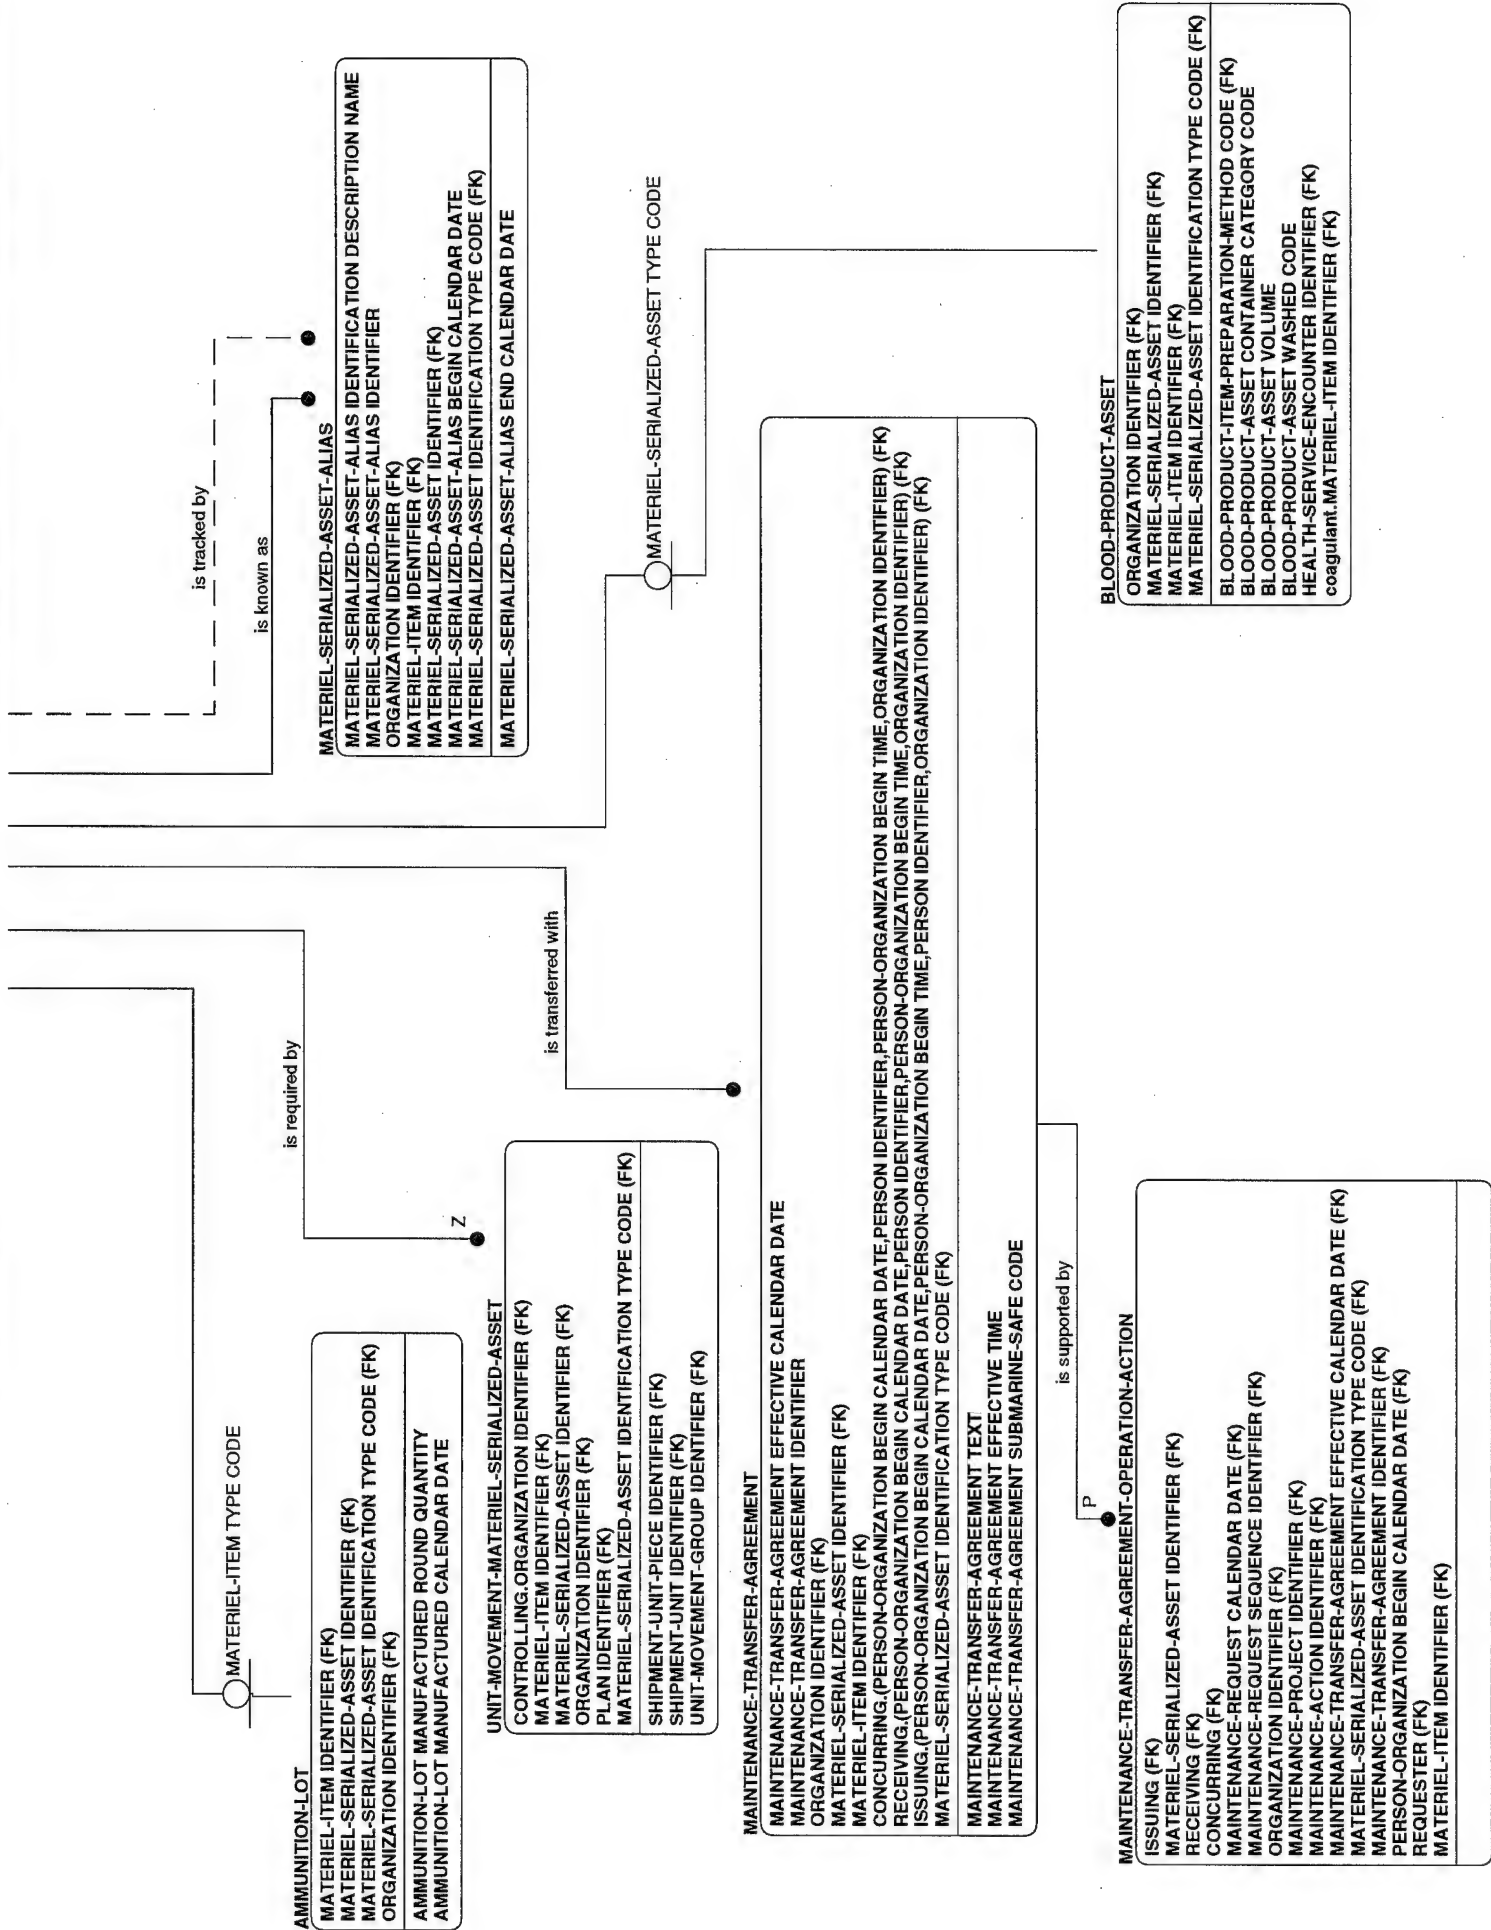 is tracked by
is known as
MATERIEL-SERIALIZED-ASSET-ALIAS
MATERIEL-SERIALIZED-ASSET-ALIAS IDENTIFICATION DESCRIPTION NAME
MATERIEL-SERIALIZED-ASSET-ALIAS IDENTIFIER
ORGANIZATION IDENTIFIER (FK)
MATERIEL-ITEM IDENTIFIER (FK)
MATERIEL-SERIALIZED-ASSET IDENTIFIER (FK)
MATERIEL-SERIALIZED-ASSET-ALIAS BEGIN CALENDAR DATE
MATERIEL-SERIALIZED-ASSET IDENTIFICATION TYPE CODE (FK)
MATERIEL-SERIALIZED-ASSET-ALIAS END CALENDAR DATE
MATERIEL-SERIALIZED-ASSET TYPE CODE
BLOOD-PRODUCT-ASSET
ORGANIZATION IDENTIFIER (FK)
MATERIEL-SERIALIZED-ASSET IDENTIFIER (FK)
MATERIEL-ITEM IDENTIFIER (FK)
MATERIEL-SERIALIZED-ASSET IDENTIFICATION TYPE CODE (FK)
BLOOD-PRODUCT-ITEM-PREPARATION-METHOD CODE (FK)
BLOOD-PRODUCT-ASSET CONTAINER CATEGORY CODE
BLOOD-PRODUCT-ASSET VOLUME
BLOOD-PRODUCT-ASSET WASHED CODE
HEALTH-SERVICE-ENCOUNTER IDENTIFIER (FK)
coagulant.MATERIEL-ITEM IDENTIFIER (FK)
MATERIEL-ITEM TYPE CODE
AMMUNITION-LOT
MATERIEL-ITEM IDENTIFIER (FK)
MATERIEL-SERIALIZED-ASSET IDENTIFIER (FK)
MATERIEL-SERIALIZED-ASSET IDENTIFICATION TYPE CODE (FK)
ORGANIZATION IDENTIFIER (FK)
AMMUNITION-LOT MANUFACTURED ROUND QUANTITY
AMMUNITION-LOT MANUFACTURED CALENDAR DATE
is required by
Z
UNIT-MOVEMENT-MATERIEL-SERIALIZED-ASSET
CONTROLLING.ORGANIZATION IDENTIFIER (FK)
MATERIEL-ITEM IDENTIFIER (FK)
MATERIEL-SERIALIZED-ASSET IDENTIFIER (FK)
ORGANIZATION IDENTIFIER (FK)
PLAN IDENTIFIER (FK)
MATERIEL-SERIALIZED-ASSET IDENTIFICATION TYPE CODE (FK)
SHIPMENT-UNIT-PIECE IDENTIFIER (FK)
SHIPMENT-UNIT IDENTIFIER (FK)
UNIT-MOVEMENT-GROUP IDENTIFIER (FK)
is transferred with
MAINTENANCE-TRANSFER-AGREEMENT
MAINTENANCE-TRANSFER-AGREEMENT EFFECTIVE CALENDAR DATE
MAINTENANCE-TRANSFER-AGREEMENT IDENTIFIER
ORGANIZATION IDENTIFIER (FK)
MATERIEL-SERIALIZED-ASSET IDENTIFIER (FK)
MATERIEL-ITEM IDENTIFIER (FK)
CONCURRING.(PERSON-ORGANIZATION BEGIN CALENDAR DATE,PERSON IDENTIFIER,PERSON-ORGANIZATION BEGIN TIME,ORGANIZATION IDENTIFIER) (FK)
RECEIVING.(PERSON-ORGANIZATION BEGIN CALENDAR DATE,PERSON IDENTIFIER,PERSON-ORGANIZATION BEGIN TIME,ORGANIZATION IDENTIFIER) (FK)
ISSUING.(PERSON-ORGANIZATION BEGIN CALENDAR DATE,PERSON-ORGANIZATION BEGIN TIME,PERSON IDENTIFIER,ORGANIZATION IDENTIFIER) (FK)
MATERIEL-SERIALIZED-ASSET IDENTIFICATION TYPE CODE (FK)
MAINTENANCE-TRANSFER-AGREEMENT TEXT
MAINTENANCE-TRANSFER-AGREEMENT EFFECTIVE TIME
MAINTENANCE-TRANSFER-AGREEMENT SUBMARINE-SAFE CODE
is supported by
P
MAINTENANCE-TRANSFER-AGREEMENT-OPERATION-ACTION
ISSUING (FK)
MATERIEL-SERIALIZED-ASSET IDENTIFIER (FK)
RECEIVING (FK)
CONCURRING (FK)
MAINTENANCE-REQUEST CALENDAR DATE (FK)
MAINTENANCE-REQUEST SEQUENCE IDENTIFIER (FK)
ORGANIZATION IDENTIFIER (FK)
MAINTENANCE-PROJECT IDENTIFIER (FK)
MAINTENANCE-ACTION IDENTIFIER (FK)
MAINTENANCE-TRANSFER-AGREEMENT EFFECTIVE CALENDAR DATE (FK)
MATERIEL-SERIALIZED-ASSET IDENTIFICATION TYPE CODE (FK)
MAINTENANCE-TRANSFER-AGREEMENT IDENTIFIER (FK)
PERSON-ORGANIZATION BEGIN CALENDAR DATE (FK)
REQUESTER (FK)
MATERIEL-ITEM IDENTIFIER (FK)